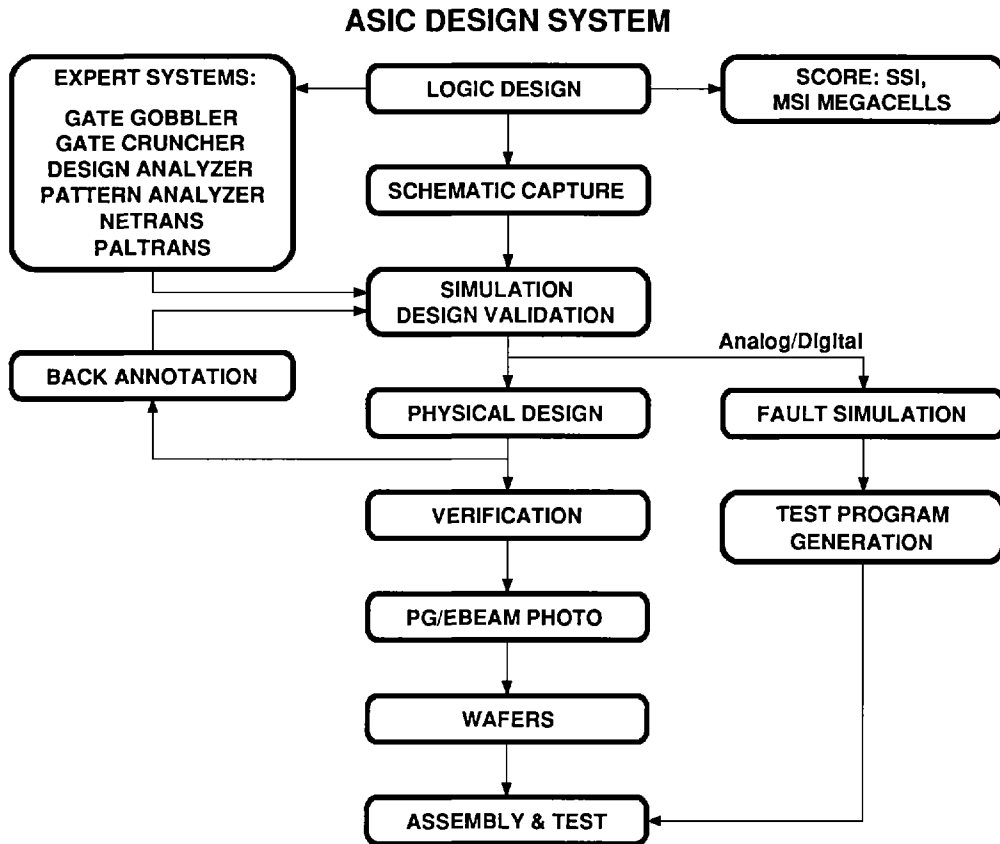 ASIC DESIGN SYSTEM
EXPERT SYSTEMS:
GATE GOBBLER
GATE CRUNCHER
DESIGN ANALYZER
PATTERN ANALYZER
NETRANS
PALTRANS
LOGIC DESIGN
SCORE: SSI,
MSI MEGACELLS
SCHEMATIC CAPTURE
SIMULATION
DESIGN VALIDATION
Analog/Digital
BACK ANNOTATION
PHYSICAL DESIGN
FAULT SIMULATION
VERIFICATION
TEST PROGRAM
GENERATION
PG/EBEAM PHOTO
WAFERS
ASSEMBLY & TEST